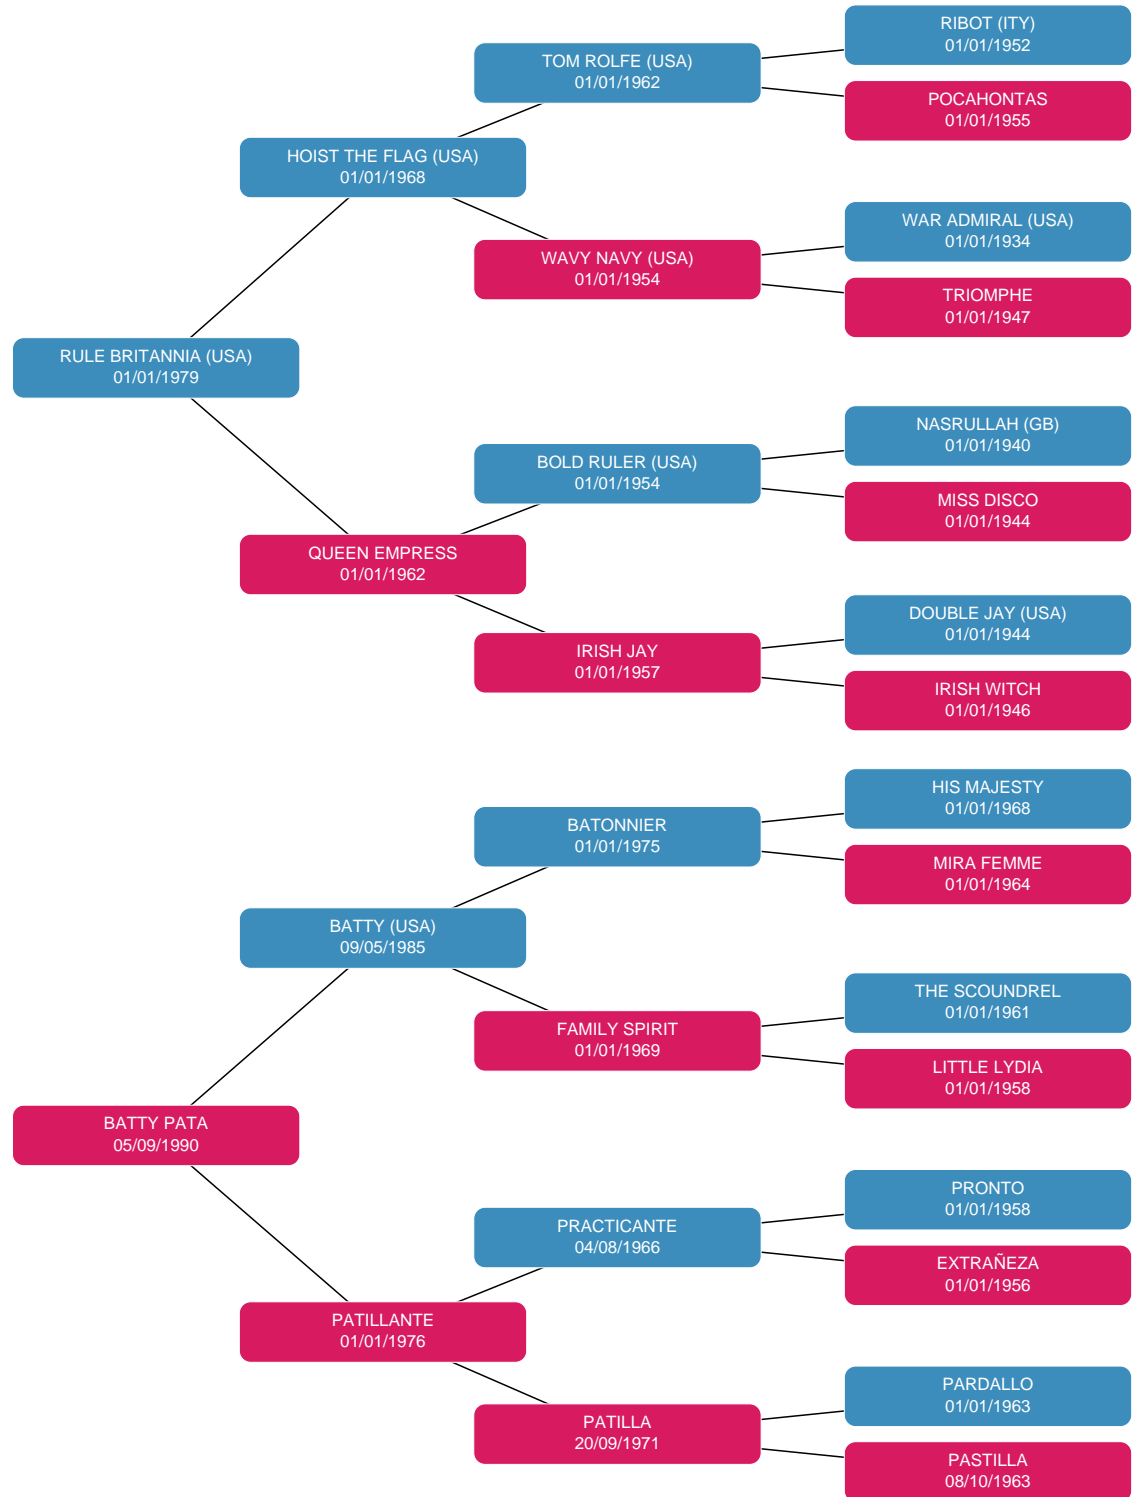 RIBOT (ITY)
01/01/1952
TOM ROLFE (USA)
01/01/1962
POCAHONTAS
01/01/1955
HOIST THE FLAG (USA)
01/01/1968
WAR ADMIRAL (USA)
01/01/1934
WAVY NAVY (USA)
01/01/1954
TRIOMPHE
01/01/1947
RULE BRITANNIA (USA)
01/01/1979
NASRULLAH (GB)
01/01/1940
BOLD RULER (USA)
01/01/1954
MISS DISCO
01/01/1944
QUEEN EMPRESS
01/01/1962
DOUBLE JAY (USA)
01/01/1944
IRISH JAY
01/01/1957
IRISH WITCH
01/01/1946
HIS MAJESTY
01/01/1968
BATONNIER
01/01/1975
MIRA FEMME
01/01/1964
BATTY (USA)
09/05/1985
THE SCOUNDREL
01/01/1961
FAMILY SPIRIT
01/01/1969
LITTLE LYDIA
01/01/1958
BATTY PATA
05/09/1990
PRONTO
01/01/1958
PRACTICANTE
04/08/1966
EXTRAÑEZA
01/01/1956
PATILLANTE
01/01/1976
PARDALLO
01/01/1963
PATILLA
20/09/1971
PASTILLA
08/10/1963